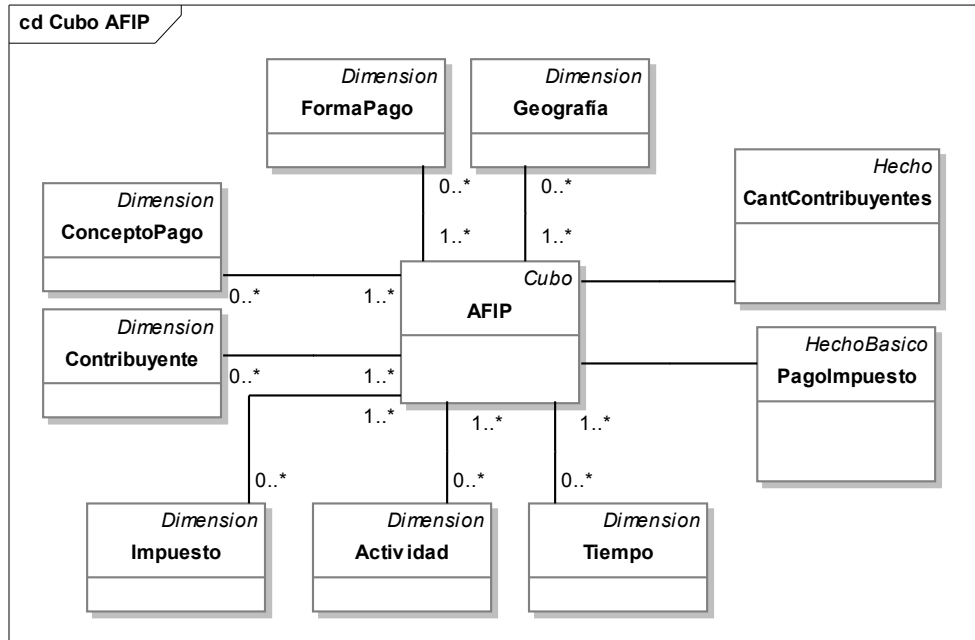 cd Cubo AFIP
Dimension
FormaPago
Dimension
Geografía
Hecho
CantContribuyentes
Dimension
ConceptoPago
0..*
0..*
1..*
1..*
0..*
1..*
Cubo
AFIP
Dimension
Contribuyente
0..*
1..*
HechoBasico
PagoImpuesto
1..*
1..*
1..*
0..*
0..*
0..*
Dimension
Impuesto
Dimension
Actividad
Dimension
Tiempo